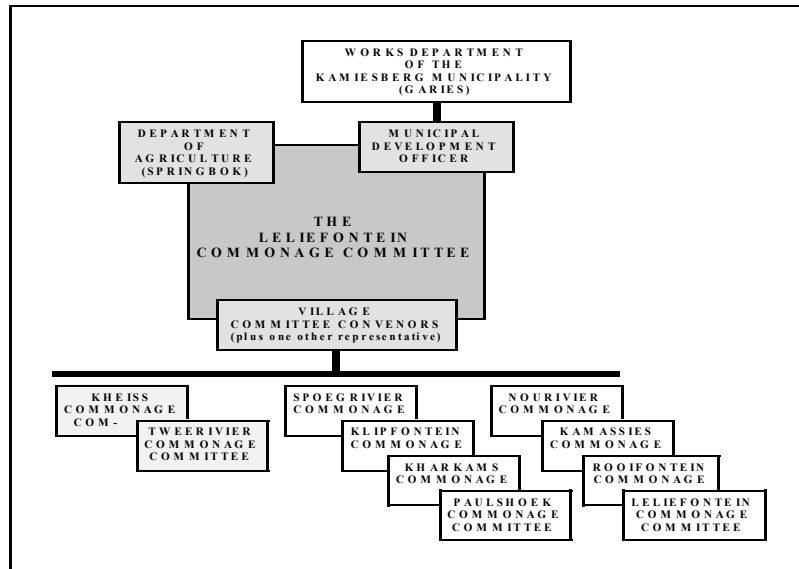 WORKS DEPARTMENT
OF THE
KAMIESBERG MUNICIPALITY
(GARIES)
DEPARTMENT
OF
AGRICULTURE
(SPRINGBOK)
MUNICIPAL
DEVELOPMENT
OFFICER
THE
LELIEFONTEIN
COMMONAGE COMMITTEE
VILLAGE
COMMITTEE CONVENORS
(plus one other representative)
KHEISS
COMMONAGE
COM-
TWEERIVIER
COMMONAGE
COMMITTEE
SPOEGRIVIER
COMMONAGE
KLIPFONTEIN
COMMONAGE
KHARKAMS
COMMONAGE
PAULSHOEK
COMMONAGE
COMMITTEE
NOURIVIER
COMMONAGE
KAMASSIES
COMMONAGE
ROOIFONTEIN
COMMONAGE
LELIEFONTEIN
COMMONAGE
COMMITTEE